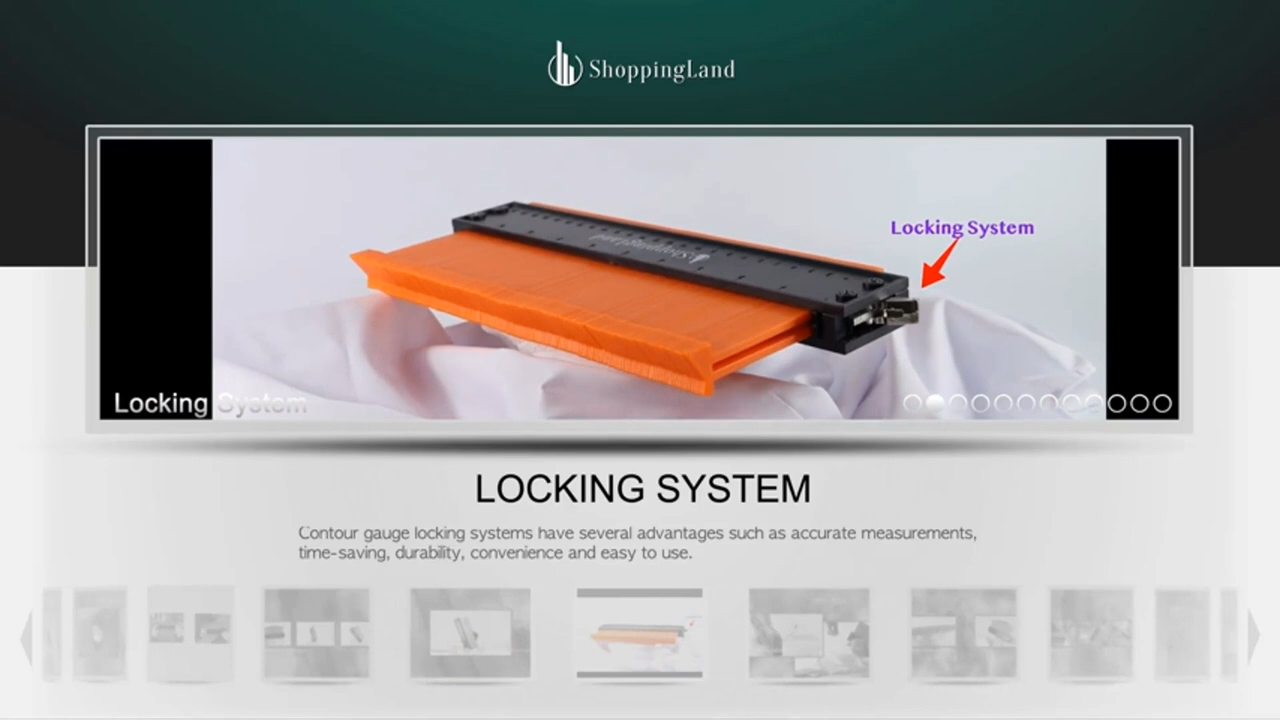 ShoppingLand
Locking System
Locking System
LOCKING SYSTEM
Contour gauge locking systems have several advantages such as accurate measurements,
time-saving, durability, convenience and easy to use.